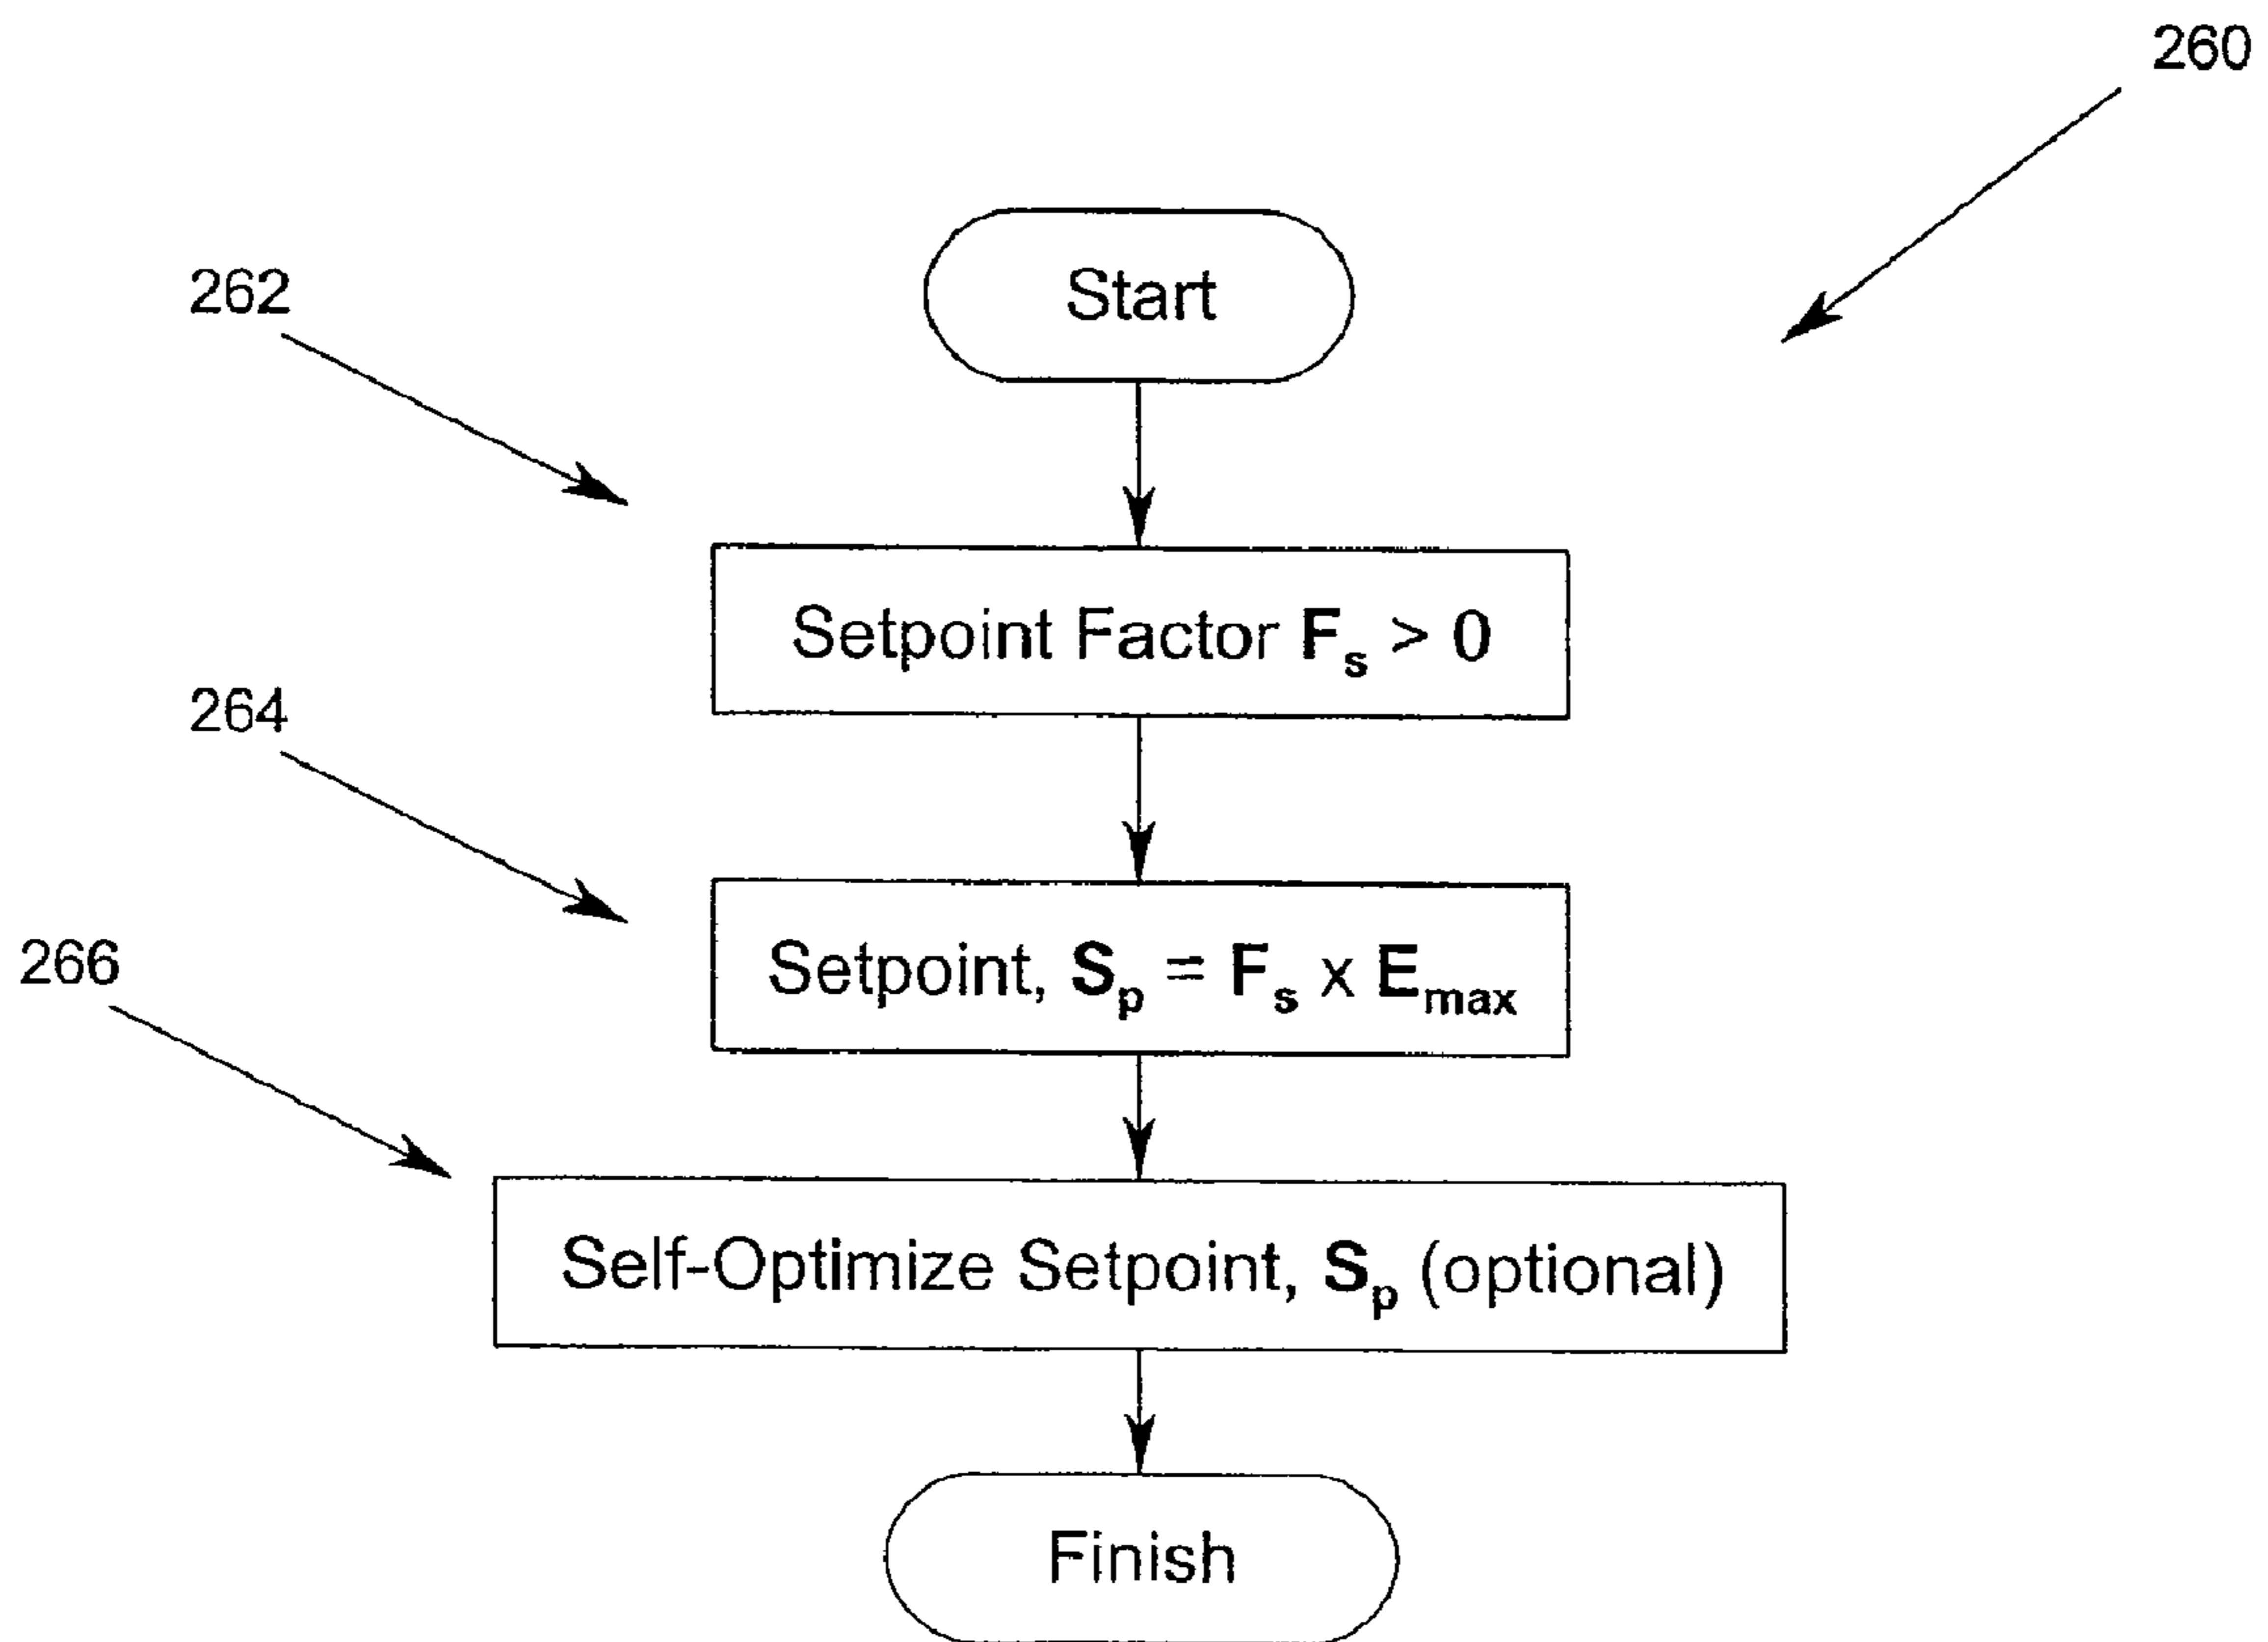 260
Start
262
Setpoint Factor Fs > 0
264
Setpoint, Sp = Fs x Emax
266
Self-Optimize Setpoint, Sp (optional)
Finish